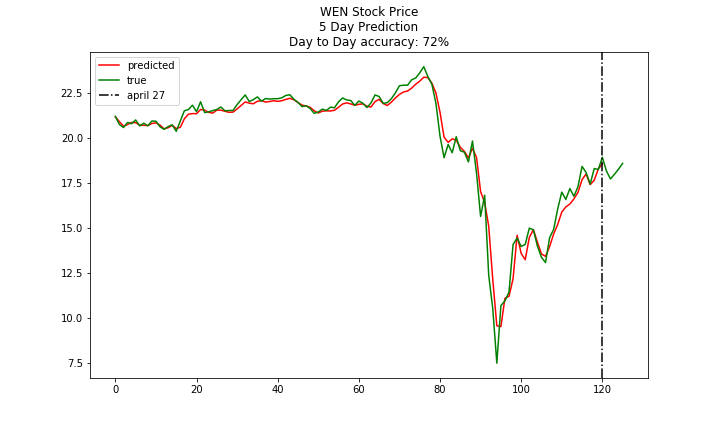 WEN Stock Price
5 Day Prediction
Day to Day accuracy: 72%
predicted
true
april 27
22.5
20.0
17.5
15.0
12.5
10.0
7.5
0 20 40 60 80 100 120